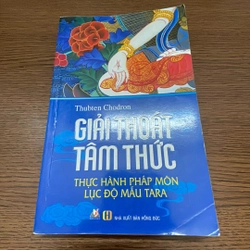 Thubten Chodron
GIẢI THOÁT
TÂM THỨC
THỰC HÀNH PHÁP MÔN
LỤC ĐỘ MẪU TARA
NHÀ XUẤT BẢN HỒNG ĐỨC